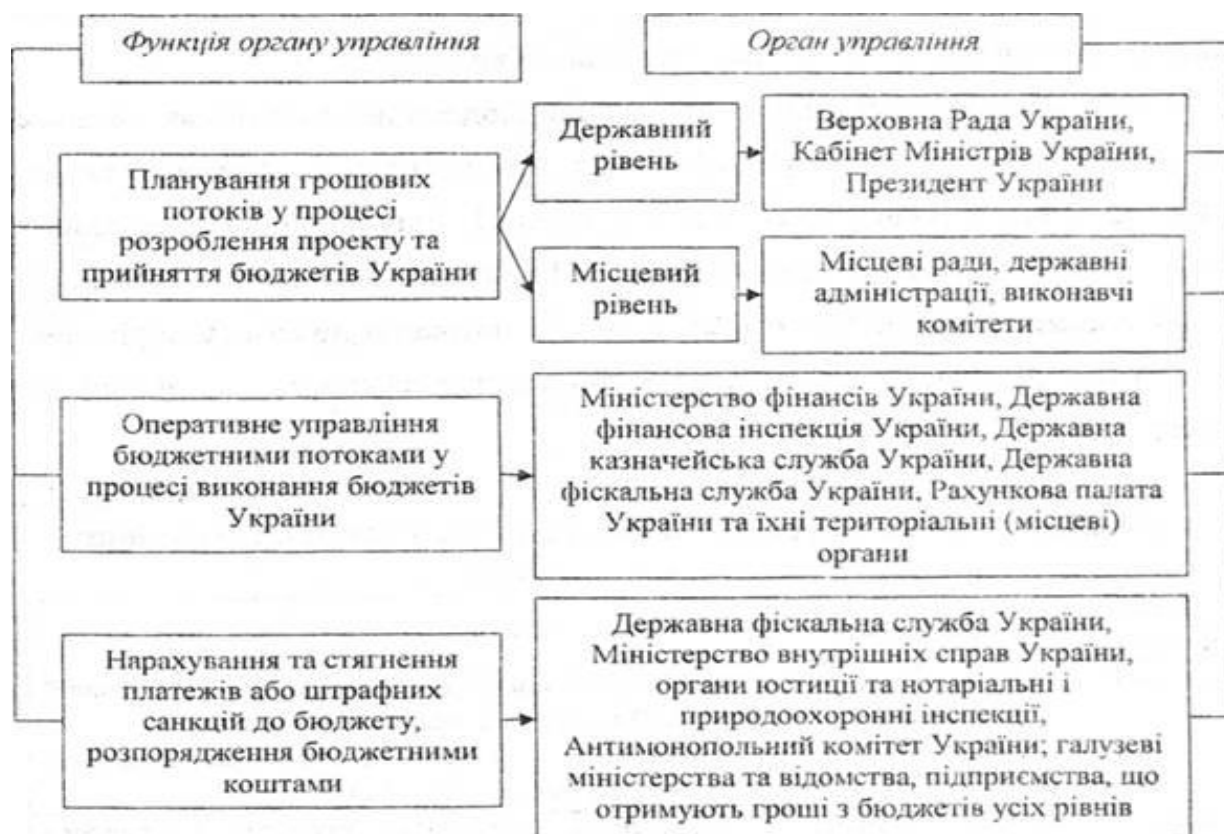 Функція органу управління
Орган управління
Планування грошових
потоків у процесі
розроблення проекту та
прийняття бюджетів України
Державний
рівень
Верховна Рада України,
Кабінет Міністрів України,
Президент України
Місцевий
рівень
Місцеві ради, державні
адміністрації, виконавчі
комітети
Оперативне управління
бюджетними потоками у
процесі виконання бюджетів
України
Міністерство фінансів України, Державна
фінансова інспекція України, Державна
казначейська служба України, Державна
фіскальна служба України, Рахункова палата
України та їхні територіальні (місцеві)
органи
Нарахування та стягнення
платежів або штрафних
санкцій до бюджету,
розпорядження бюджетними
коштами
Державна фіскальна служба України,
Міністерство внутрішніх справ України,
органи юстиції та нотаріальні і
природоохоронні інспекції,
Антимонопольний комітет України; галузеві
міністерства та відомства, підприємства, що
отримують гроші з бюджетів усіх рівнів